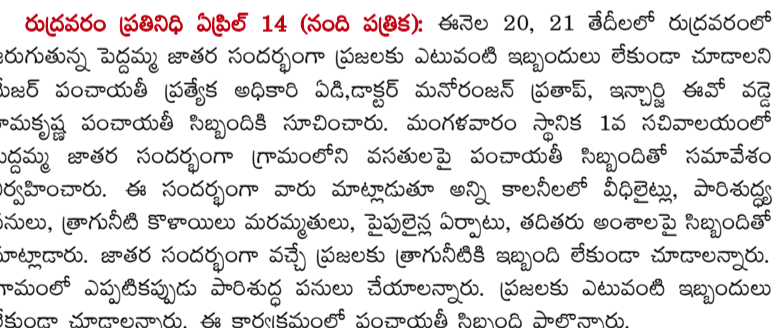 రుద్రవరం ప్రతినిధి ఏప్రిల్ 14 (నంది పత్రిక): ఈనెల 20, 21 తేదీలలో రుద్రవరంలో
జరుగుతున్న పెద్దమ్మ జాతర సందర్భంగా ప్రజలకు ఎటువంటి ఇబ్బందులు లేకుండా చూడాలని
మేజర్ పంచాయతీ ప్రత్యేక అధికారి ఏడి,డాక్టర్ మనోరంజన్ ప్రతాప్, ఇన్చార్జి ఈవో వడ్డె
రామకృష్ణ పంచాయతీ సిబ్బందికి సూచించారు. మంగళవారం స్థానిక 1వ సచివాలయంలో
పెద్దమ్మ జాతర సందర్భంగా గ్రామంలోని వసతులపై పంచాయతీ సిబ్బందితో సమావేశం
నిర్వహించారు. ఈ సందర్భంగా వారు మాట్లాడుతూ అన్ని కాలనీలలో వీధిలైట్లు, పారిశుద్ధ్య
పనులు, త్రాగునీటి కొళాయిలు మరమ్మతులు, పైపులైన్ల ఏర్పాటు, తదితరు అంశాలపై సిబ్బందితో
మాట్లాడారు. జాతర సందర్భంగా వచ్చే ప్రజలకు త్రాగునీటికి ఇబ్బంది లేకుండా చూడాలన్నారు.
గ్రామంలో ఎప్పటికప్పుడు పారిశుద్ధ పనులు చేయాలన్నారు. ప్రజలకు ఎటువంటి ఇబ్బందులు
లేకుండా చూడాలన్నారు. ఈ కార్యక్రమంలో పంచాయతీ సిబ్బంది పాల్గొన్నారు.